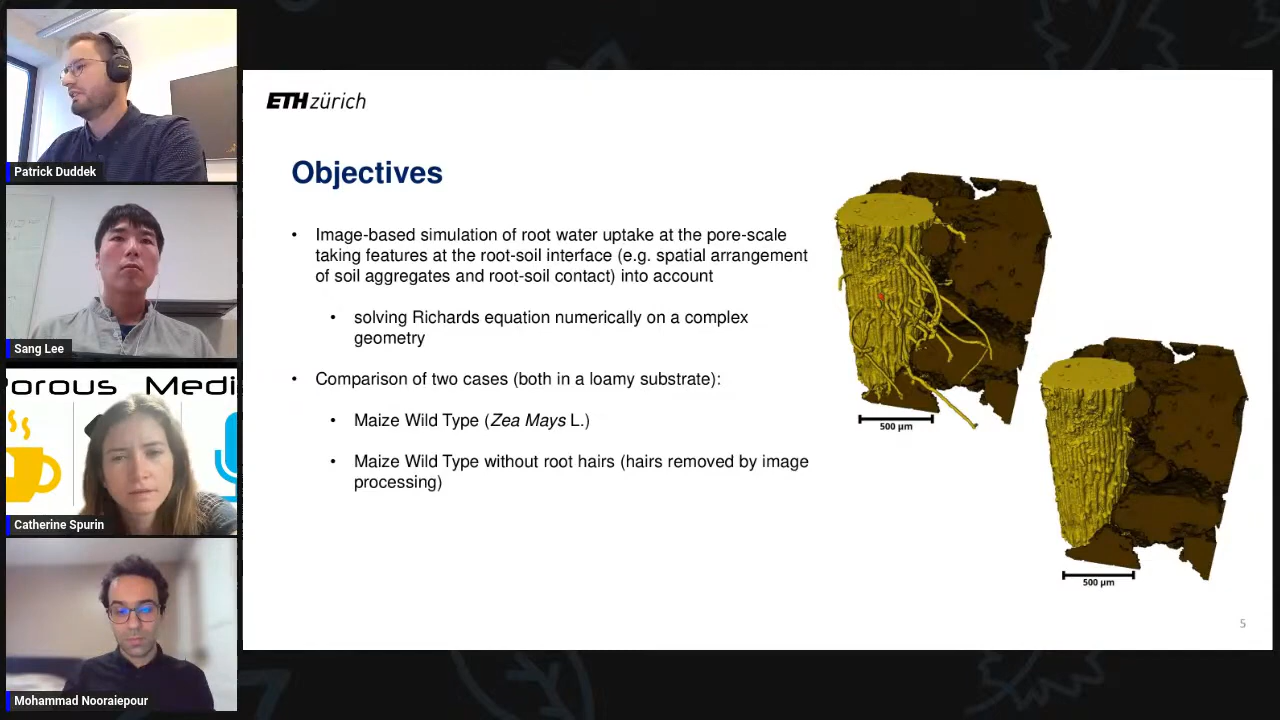 Patrick Duddek
Sang Lee
orous Medi
Catherine Spurin
Mohammad Nooraiepour
ETH zürich
Objectives
• Image-based simulation of root water uptake at the pore-scale
taking features at the root-soil interface (e.g. spatial arrangement
of soil aggregates and root-soil contact) into account
• solving Richards equation numerically on a complex
geometry
• Comparison of two cases (both in a loamy substrate):
• Maize Wild Type (Zea Mays L.)
• Maize Wild Type without root hairs (hairs removed by image
processing)
500 µm
500 µm
5